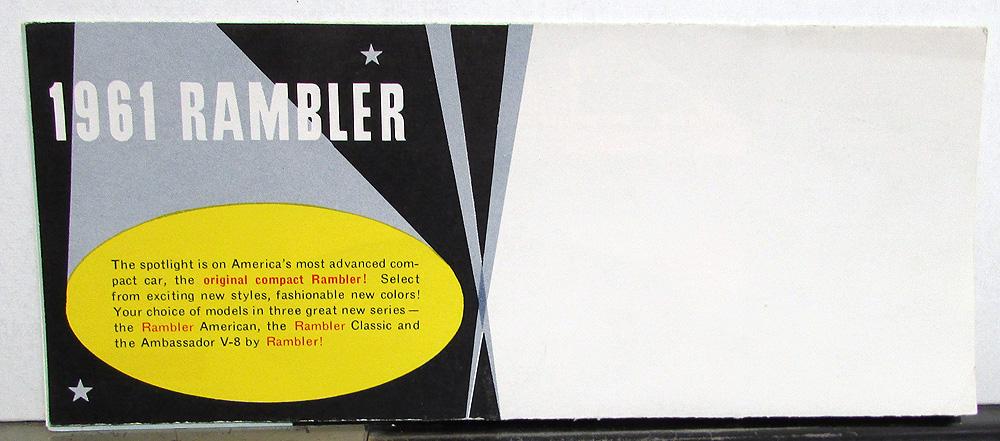 1961 RAMBLER
The spotlight is on America's most advanced com-
pact car, the original compact Rambler! Select
from exciting new styles, fashionable new colors!
Your choice of models in three great new series—
the Rambler American, the Rambler Classic and
the Ambassador V-8 by Rambler!